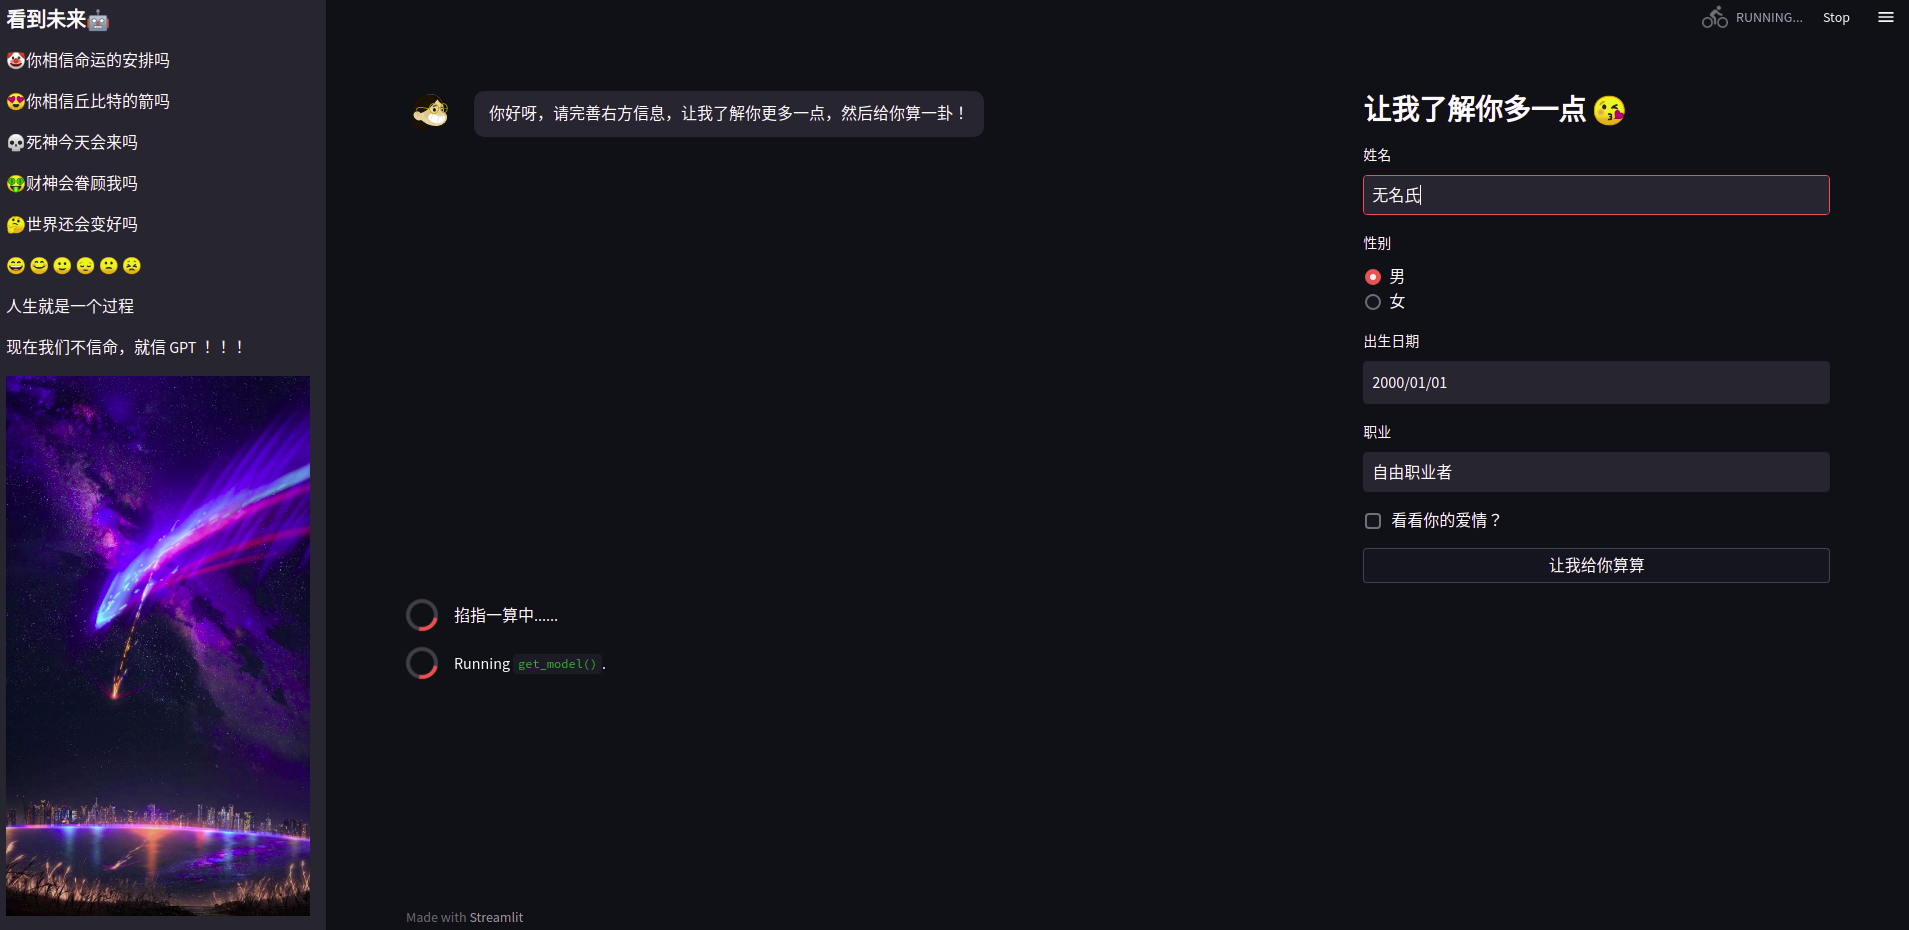 看到未来🤖
🤡你相信命运的安排吗
😍你相信丘比特的箭吗
💀死神今天会来吗
🤑财神会眷顾我吗
🤔世界还会变好吗
😄 😊 🙂 😔 🙁 😣
人生就是一个过程
现在我们不信命，就信 GPT ！！！
RUNNING...
Stop
你好呀，请完善右方信息，让我了解你更多一点，然后给你算一卦！
掐指一算中......
Running get_model().
Made with Streamlit
让我了解你多一点 😘
姓名
无名氏
性别
男
女
出生日期
2000/01/01
职业
自由职业者
看看你的爱情？
让我给你算算